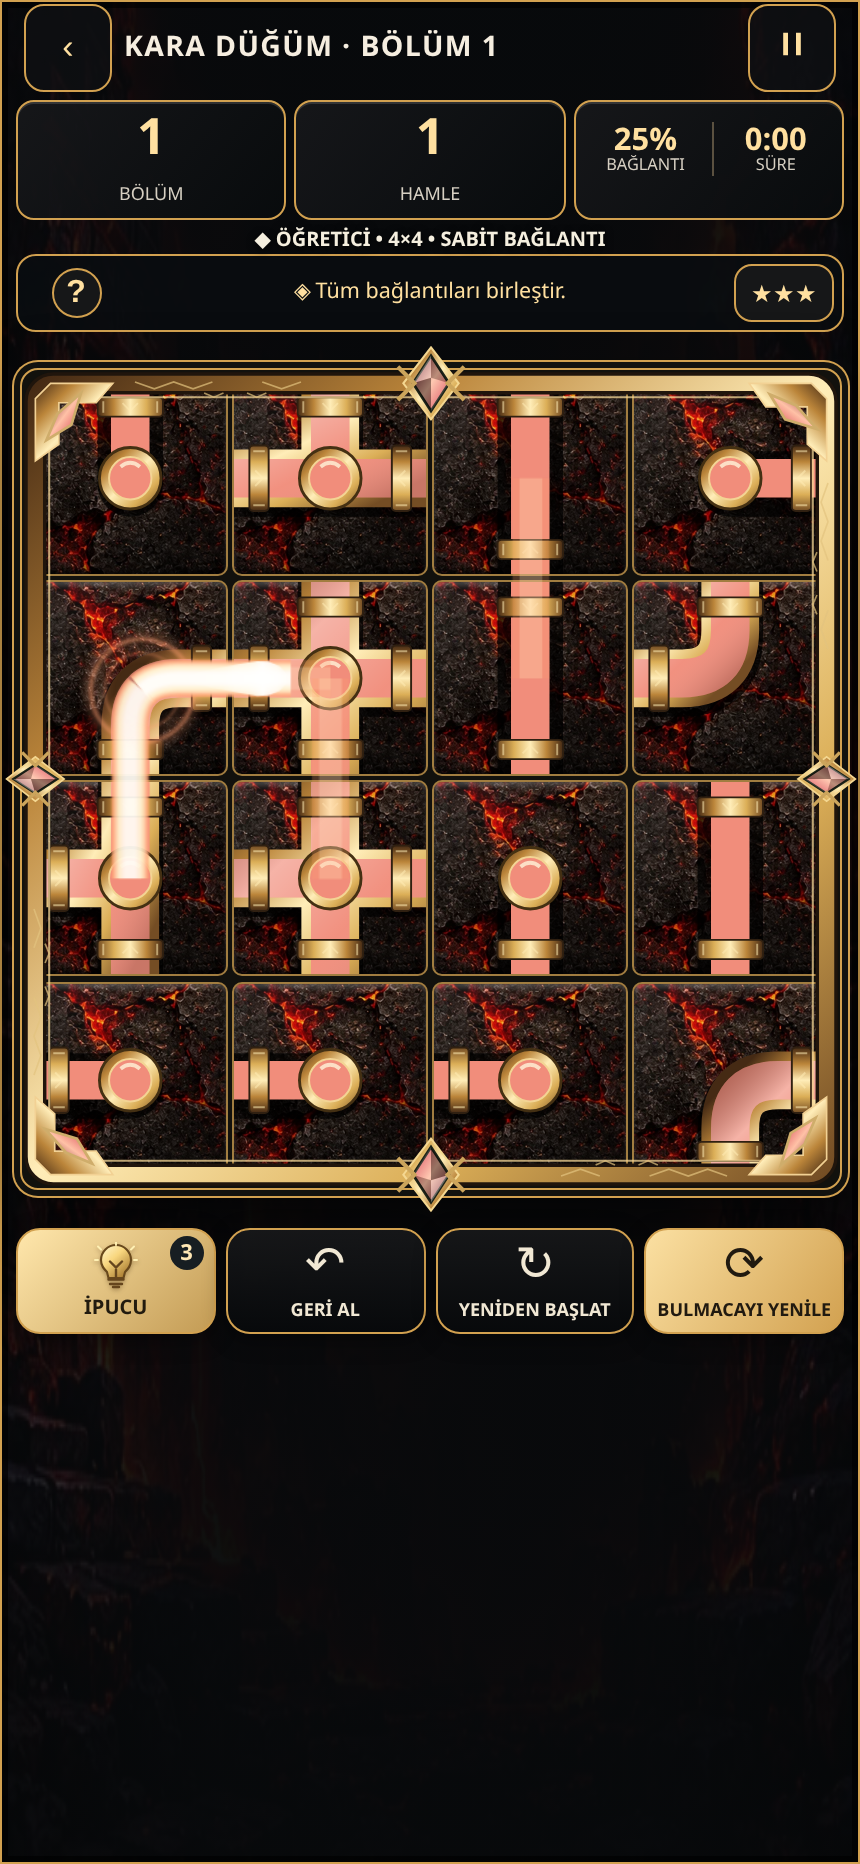 KARA DÜĞÜM · BÖLÜM 1
1
BÖLÜM
1
HAMLE
25%
BAĞLANTI
0:00
SÜRE
◆ ÖĞRETİCİ • 4×4 • SABİT BAĞLANTI
?
◈ Tüm bağlantıları birleştir.
★★★
3
İPUCU
GERİ AL
YENİDEN BAŞLAT
BULMACAYI YENİLE